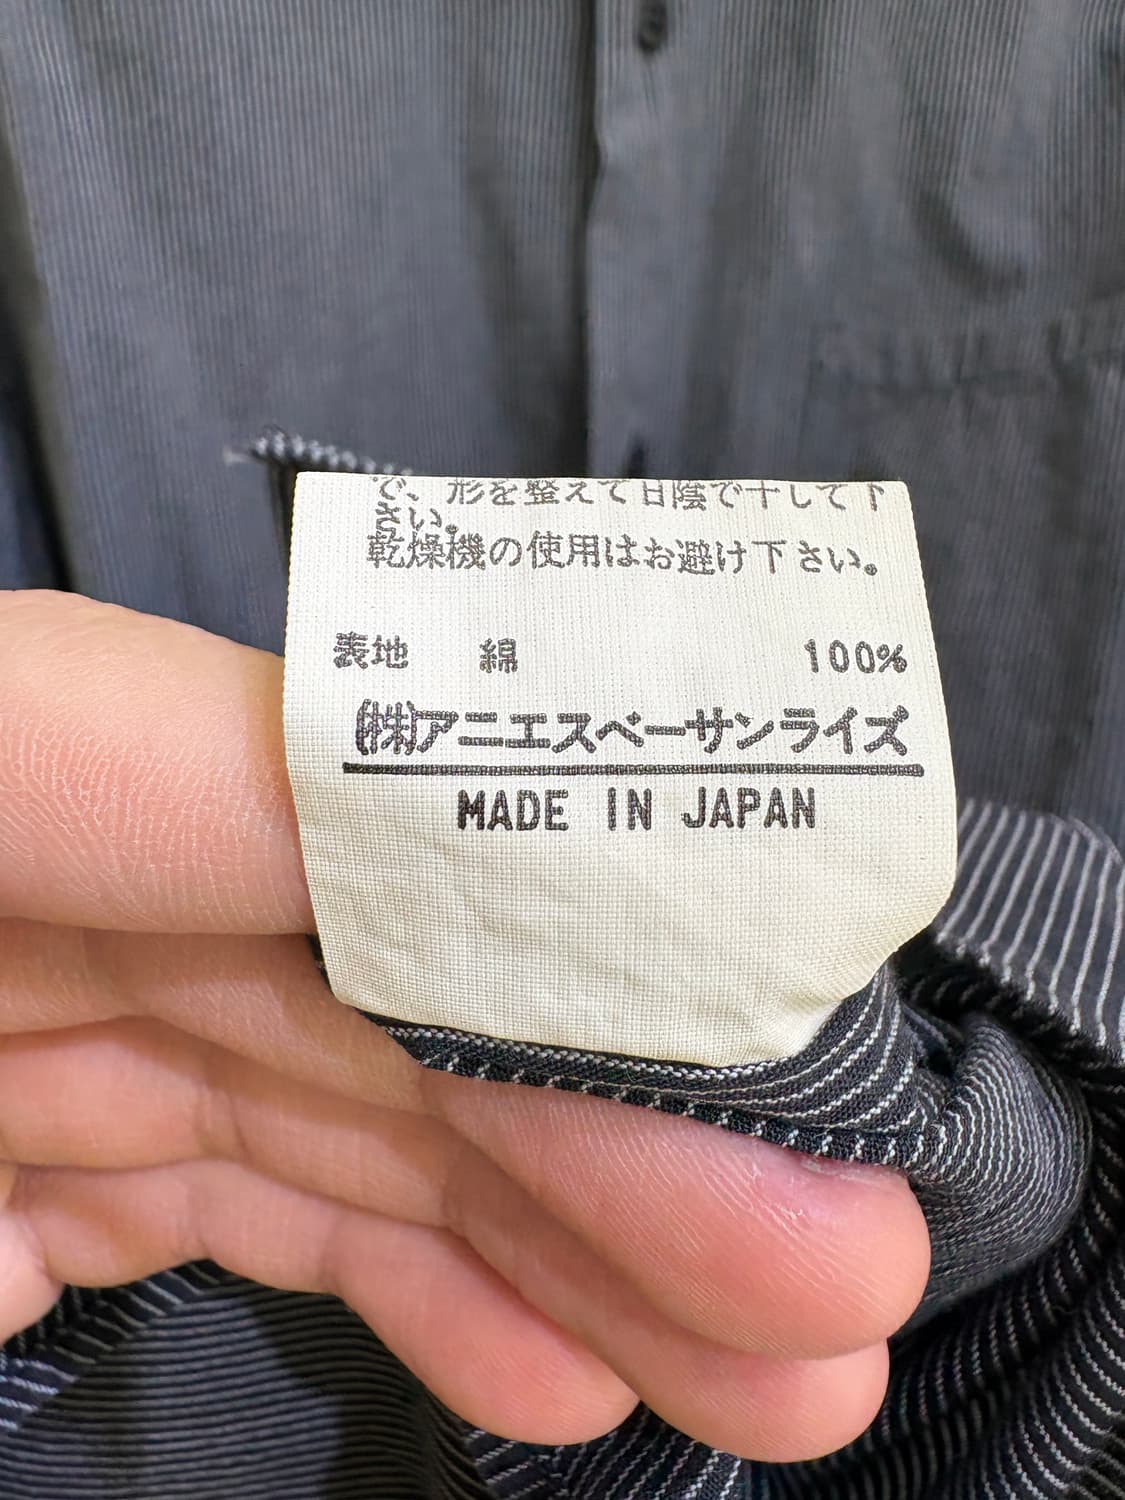 で、形を整えて日陰で干して下
さい。
乾燥機の使用はお避け下さい。
表地 綿 100%
㈱アニエスベーサンライズ
MADE IN JAPAN